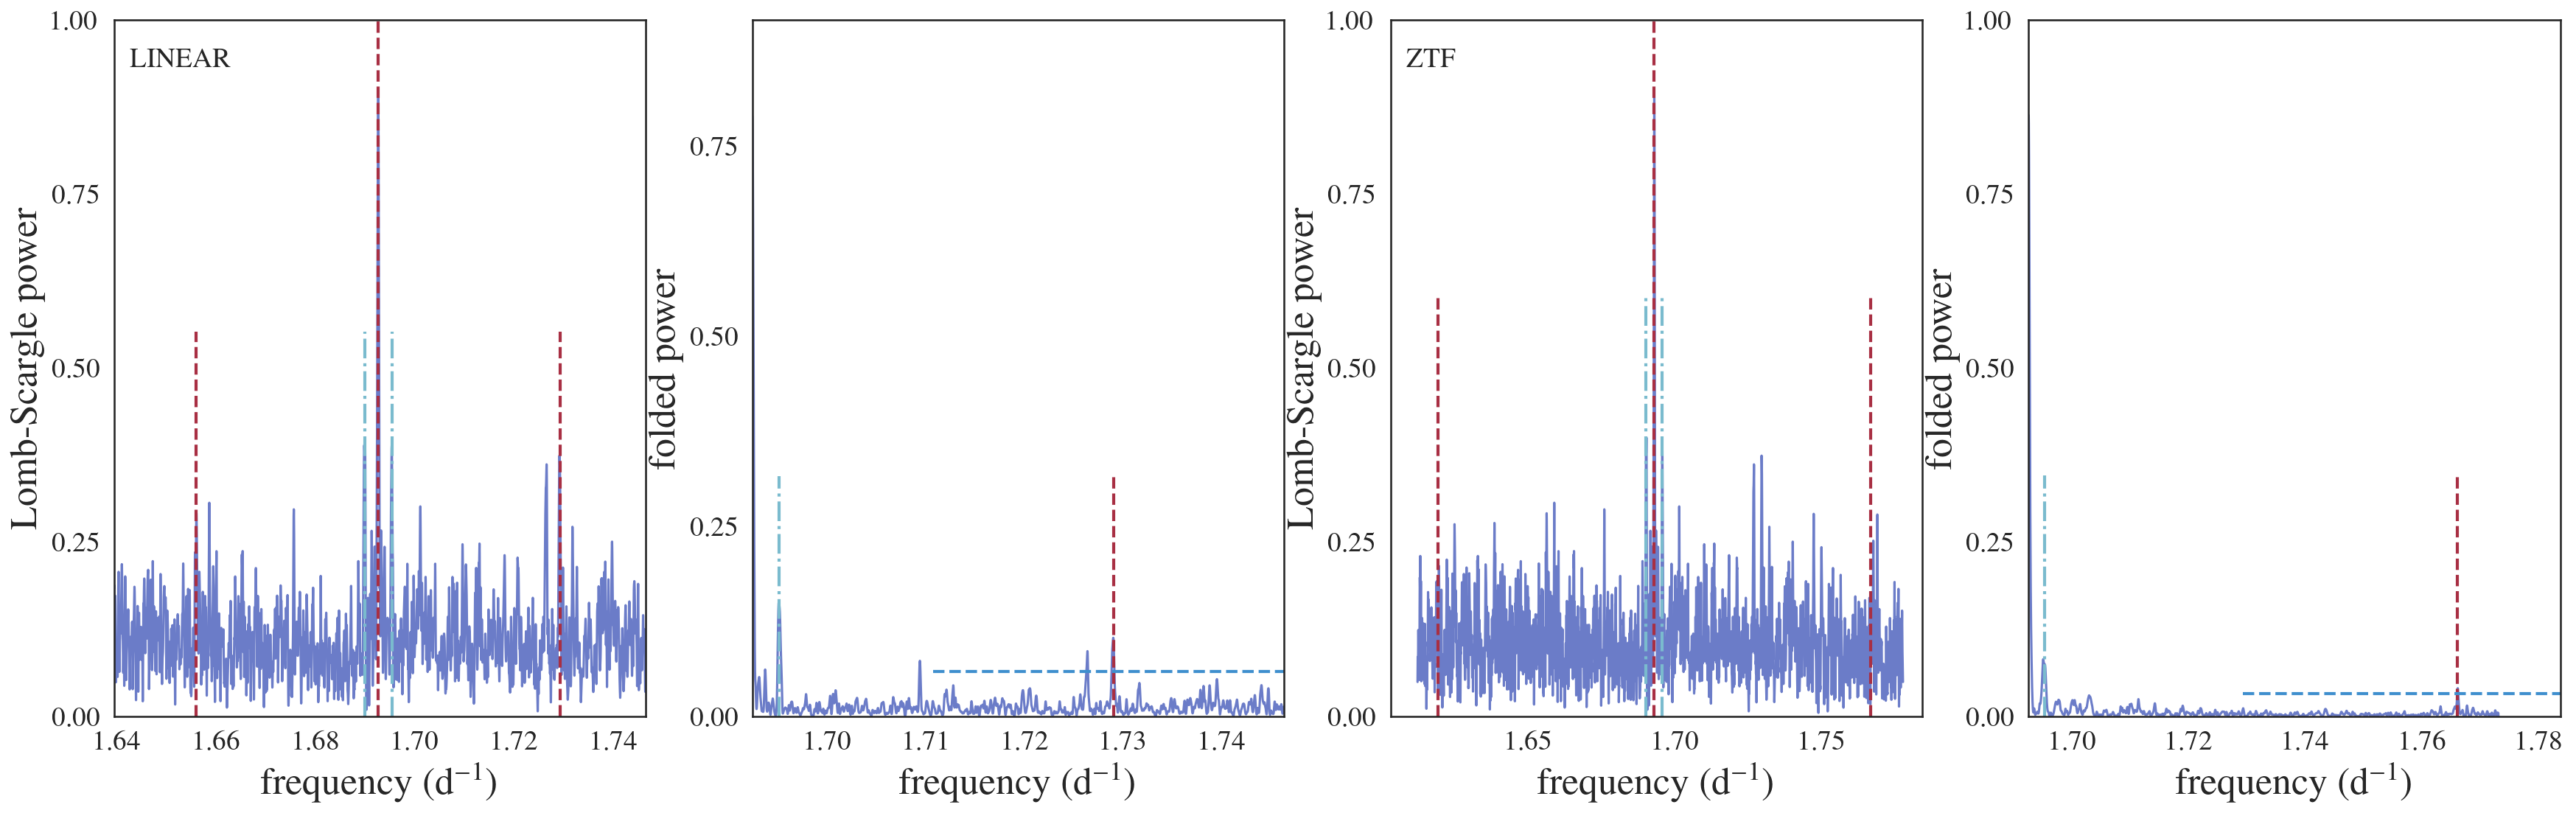 LINEAR
Lomb-Scargle power
1.00
0.75
0.50
0.25
0.00
1.64 1.66 1.68 1.70 1.72 1.74
frequency (d⁻¹)
folded power
0.75
0.50
0.25
0.00
1.70 1.71 1.72 1.73 1.74
frequency (d⁻¹)
ZTF
Lomb-Scargle power
1.00
0.75
0.50
0.25
0.00
1.65 1.70 1.75
frequency (d⁻¹)
folded power
1.00
0.75
0.50
0.25
0.00
1.70 1.72 1.74 1.76 1.78
frequency (d⁻¹)